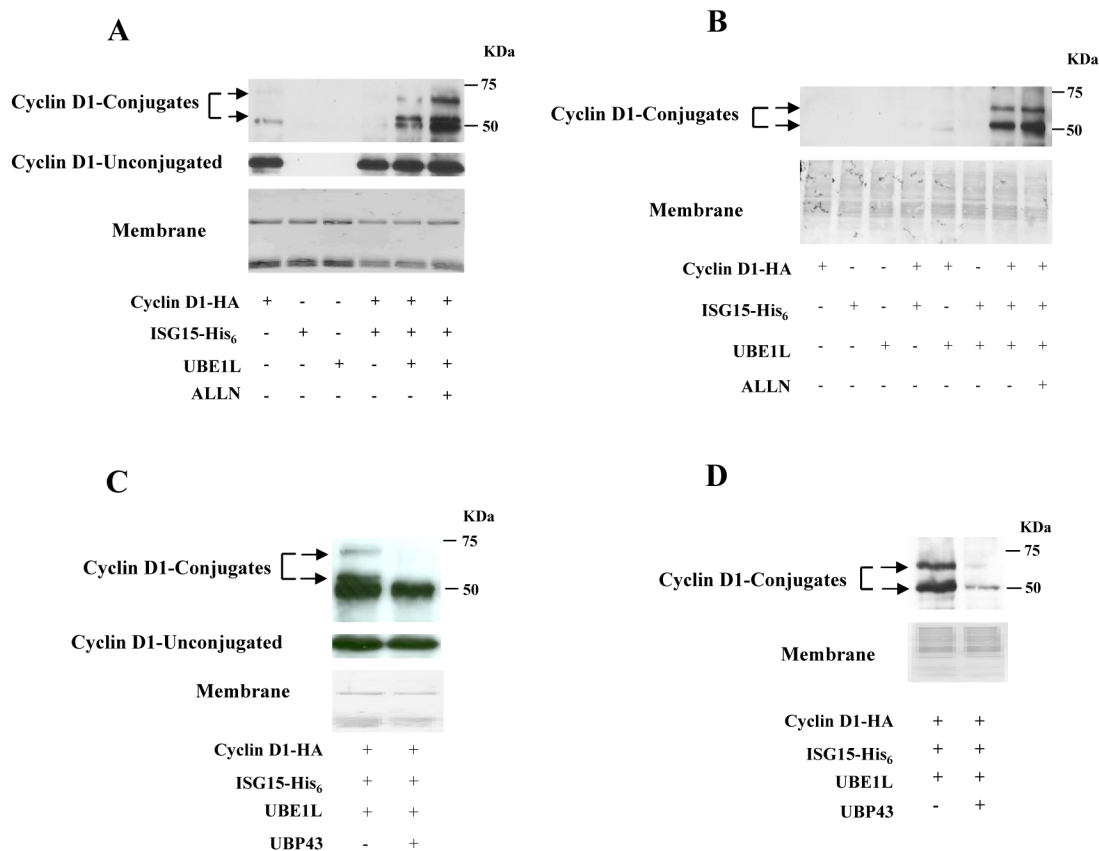 A
KDa
75
Cyclin D1-Conjugates
50
Cyclin D1-Unconjugated
Membrane
Cyclin D1-HA + - - + + +
ISG15-His6 - + - + + +
UBE1L - - + - + +
ALLN - - - - - +
B
KDa
75
Cyclin D1-Conjugates
50
Membrane
Cyclin D1-HA + - - + + - + +
ISG15-His6 - + - + - + + +
UBE1L - - + - + + + +
ALLN - - - - - - - +
C
KDa
75
Cyclin D1-Conjugates
50
Cyclin D1-Unconjugated
Membrane
Cyclin D1-HA + +
ISG15-His6 + +
UBE1L + +
UBP43 - +
D
KDa
75
Cyclin D1-Conjugates
50
Membrane
Cyclin D1-HA + +
ISG15-His6 + +
UBE1L + +
UBP43 - +